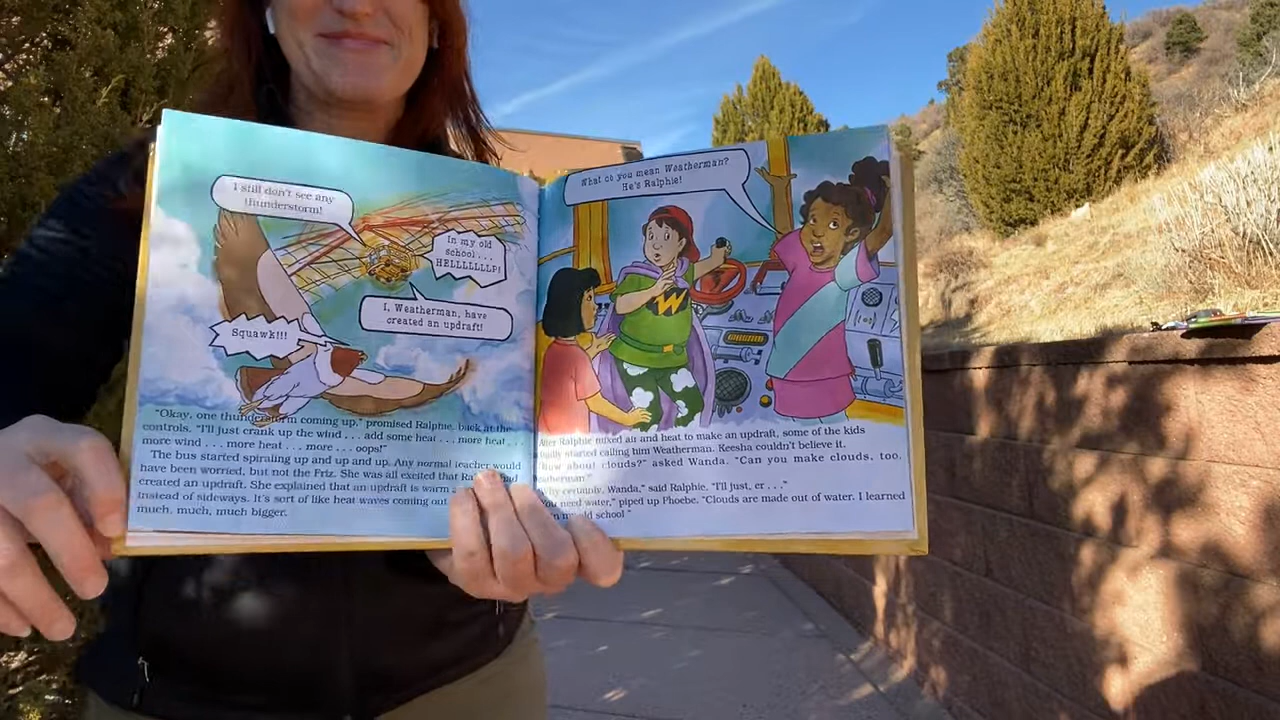 I still don't see any
thunderstorm!
In my old
school . . .
HELLLLLLLP!
I, Weatherman, have
created an updraft!
Squawk!!!
"Okay, one thunderstorm coming up," promised Ralphie, back at the
controls. "I'll just crank up the wind . . . add some heat . . . more heat . . .
more wind . . . more heat . . . more . . . oops!"
The bus started spiraling up and up and up. Any normal teacher would
have been worried, but not the Friz. She was all excited that
created an updraft. She explained that an updraft is warm
instead of sideways. It's sort of like heat waves coming out
much, much, much bigger.
What do you mean Weatherman?
He's Ralphie!
After Ralphie mixed air and heat to make an updraft, some of the kids
started calling him Weatherman. Keesha couldn't believe it.
"How about clouds?" asked Wanda. "Can you make clouds, too,
Weatherman?"
"Why certainly, Wanda," said Ralphie, "I'll just, er . . ."
"You need water," piped up Phoebe. "Clouds are made out of water. I learned
old school."